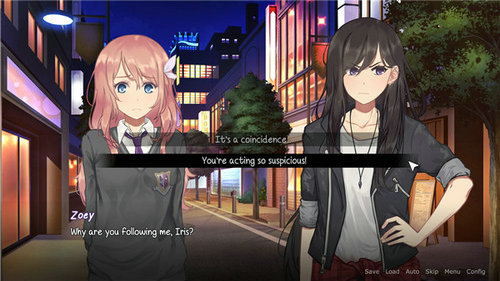 It's a coincidence
You're acting so suspicious!
Zoey
Why are you following me, Iris?
Save Load Auto Skip Menu Config